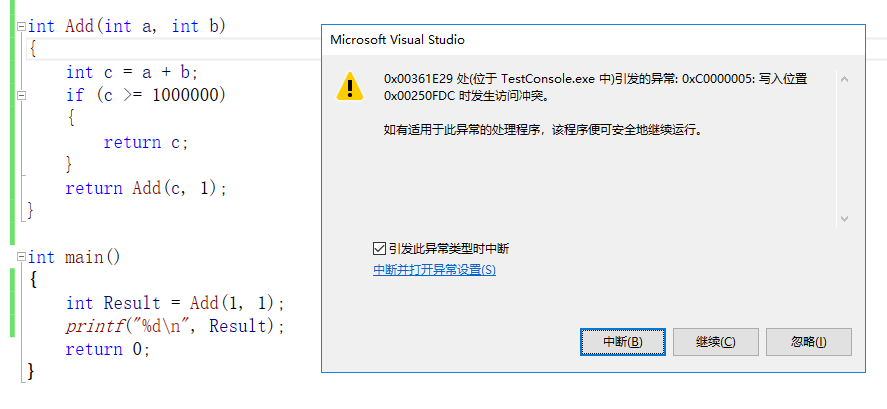 int Add(int a, int b)
{
    int c = a + b;
    if (c >= 1000000)
    {
        return c;
    }
    return Add(c, 1);
}
int main()
{
    int Result = Add(1, 1);
    printf("%d\n", Result);
    return 0;
}
Microsoft Visual Studio
0x00361E29 处(位于 TestConsole.exe 中)引发的异常: 0xC0000005: 写入位置
0x00250FDC 时发生访问冲突。
如有适用于此异常的处理程序，该程序便可安全地继续运行。
引发此异常类型时中断
中断并打开异常设置(S)
中断(B)
继续(C)
忽略(I)